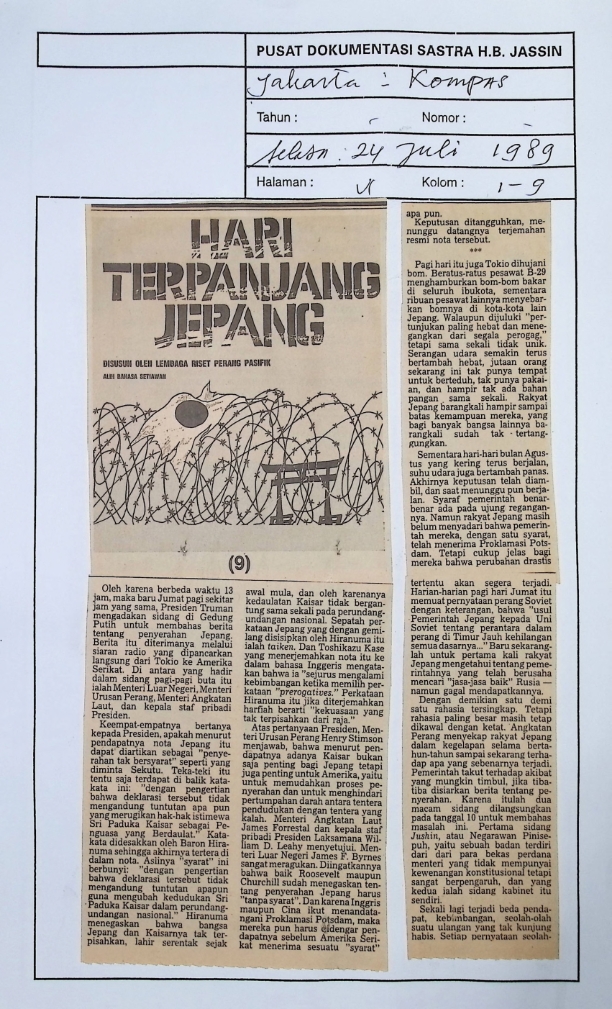 PUSAT DOKUMENTASI SASTRA H.B. JASSIN
Jakarta : Kompas
Tahun : Nomor :
Selasa : 24 Juli 1989
Halaman : Kolom : 1-9
HARI
TERPANJANG
JEPANG
DISUSUN OLEH LEMBAGA RISET PERANG PASIFIK
ALIH BAHASA SETIAWAN
(9)
Oleh karena berbeda waktu 13
jam, maka baru Jumat pagi sekitar
jam yang sama, Presiden Truman
mengadakan sidang di Gedung
Putih untuk membahas berita
tentang penyerahan Jepang.
Berita itu diterimanya melalui
siaran radio yang dipancarkan
langsung dari Tokio ke Amerika
Serikat. Di antara yang hadir
dalam sidang pagi-pagi buta itu
ialah Menteri Luar Negeri, Menteri
Urusan Perang, Menteri Angkatan
Laut, dan kepala staf pribadi
Presiden.
Keempat-empatnya bertanya
kepada Presiden, apakah menurut
pendapatnya nota Jepang itu
dapat diartikan sebagai "penye-
rahan tak bersyarat" seperti yang
diminta Sekutu. Teka-teki itu
tentu saja terdapat di balik kata-
kata ini: "dengan pengertian
bahwa deklarasi tersebut tidak
mengandung tuntutan apa pun
yang merugikan hak-hak istimewa
Sri Paduka Kaisar sebagai Pe-
nguasa yang Berdaulat." Kata-
kata didesakkan oleh Baron Hira-
numa sehingga akhirnya tertera di
dalam nota. Aslinya "syarat" ini
berbunyi: "dengan pengertian
bahwa deklarasi tersebut tidak
mengandung tuntutan apapun
guna mengubah kedudukan Sri
Paduka Kaisar dalam perundang-
undangan nasional." Hiranuma
menegaskan bahwa bangsa
Jepang dan Kaisarnya tak ter-
pisahkan, lahir serentak sejak
awal mula, dan oleh karenanya
kedaulatan Kaisar tidak bergan-
tung sama sekali pada perundang-
undangan nasional. Sepatah per-
kataan Jepang yang dengan gemi-
lang disisipkan oleh Hiranuma itu
ialah taiken. Dan Toshikazu Kase
yang menerjemahkan nota itu ke
dalam bahasa Inggeris mengata-
kan bahwa ia "sejurus mengalami
kebimbangan ketika memilih per-
kataan "prerogatives." Perkataan
Hiranuma itu jika diterjemahkan
harfiah berarti "kekuasaan yang
tak terpisahkan dari raja."
Atas pertanyaan Presiden, Men-
teri Urusan Perang Henry Stimson
menjawab, bahwa menurut pen-
dapatnya adanya Kaisar bukan
saja penting bagi Jepang tetapi
juga penting untuk Amerika, yaitu
untuk memudahkan proses pe-
nyerahan dan untuk menghindari
pertumpahan darah antara tentera
pendudukan dengan tentera yang
kalah. Menteri Angkatan Laut
James Forrestal dan kepala staf
pribadi Presiden Laksamana Wil-
liam D. Leahy menyetujui. Men-
teri Luar Negeri James F. Byrnes
sangat meragukan. Diingatkannya
bahwa baik Roosevelt maupun
Churchill sudah menegaskan ten-
tang penyerahan Jepang harus
"tanpa syarat". Dan karena Inggris
maupun Cina ikut menandata-
ngani Proklamasi Potsdam, maka
mereka pun harus didengar pen-
dapatnya sebelum Amerika Seri-
kat menerima sesuatu "syarat"
apa pun.
Keputusan ditangguhkan, me-
nunggu datangnya terjemahan
resmi nota tersebut.
***
Pagi hari itu juga Tokio dihujani
bom. Beratus-ratus pesawat B-29
menghamburkan bom-bom bakar
di seluruh ibukota, sementara
ribuan pesawat lainnya menyebar-
kan bomnya di kota-kota lain
Jepang. Walaupun dijuluki "per-
tunjukan paling hebat dan mene-
gangkan dari segala perogag,"
tetapi sama sekali tidak unik.
Serangan udara semakin terus
bertambah hebat, jutaan orang
sekarang ini tak punya tempat
untuk berteduh, tak punya pakai-
an, dan hampir tak ada bahan
pangan sama sekali. Rakyat
Jepang barangkali hampir sampai
batas kemampuan mereka, yang
bagi banyak bangsa lainnya ba-
rangkali sudah tak tertang-
gungkan.
Sementara hari-hari bulan Agus-
tus yang kering terus berjalan,
suhu udara juga bertambah panas.
Akhirnya keputusan telah diam-
bil, dan saat menunggu pun berja-
lan. Syaraf pemerintah benar-
benar ada pada ujung regangan-
nya. Namun rakyat Jepang masih
belum menyadari bahwa pemerin-
tah mereka, dengan satu syarat,
telah menerima Proklamasi Pots-
dam. Tetapi cukup jelas bagi
mereka bahwa perubahan drastis
tertentu akan segera terjadi.
Harian-harian pagi hari Jumat itu
memuat pernyataan perang Soviet
dengan keterangan, bahwa "usul
Pemerintah Jepang kepada Uni
Soviet tentang perantara dalam
perang di Timur Jauh kehilangan
semua dasarnya..." Baru sekarang-
lah untuk pertama kali rakyat
Jepang mengetahui tentang peme-
rintahnya yang telah berusaha
mencari "jasa-jasa baik" Rusia —
namun gagal mendapatkannya.
Dengan demikian satu demi
satu rahasia tersingkap. Tetapi
rahasia paling besar masih tetap
dikawal dengan ketat. Angkatan
Perang menyekap rakyat Jepang
dalam kegelapan selama berta-
hun-tahun sampai sekarang terha-
dap apa yang sebenarnya terjadi.
Pemerintah takut terhadap akibat
yang mungkin timbul, jika tiba-
tiba disiarkan berita tentang pe-
nyerahan. Karena itulah dua
macam sidang dilangsungkan
pada tanggal 10 untuk membahas
masalah ini. Pertama sidang
Jushin, atau Negarawan Pinise-
puh, yaitu sebuah badan terdiri
dari dari para bekas perdana
menteri yang tidak mempunyai
kewenangan konstitusional tetapi
sangat berpengaruh, dan yang
kedua ialah sidang kabinet itu
sendiri.
Sekali lagi terjadi beda penda-
pat, kebimbangan, seolah-olah
suatu ulangan yang tak kunjung
habis. Setiap pernyataan seolah-